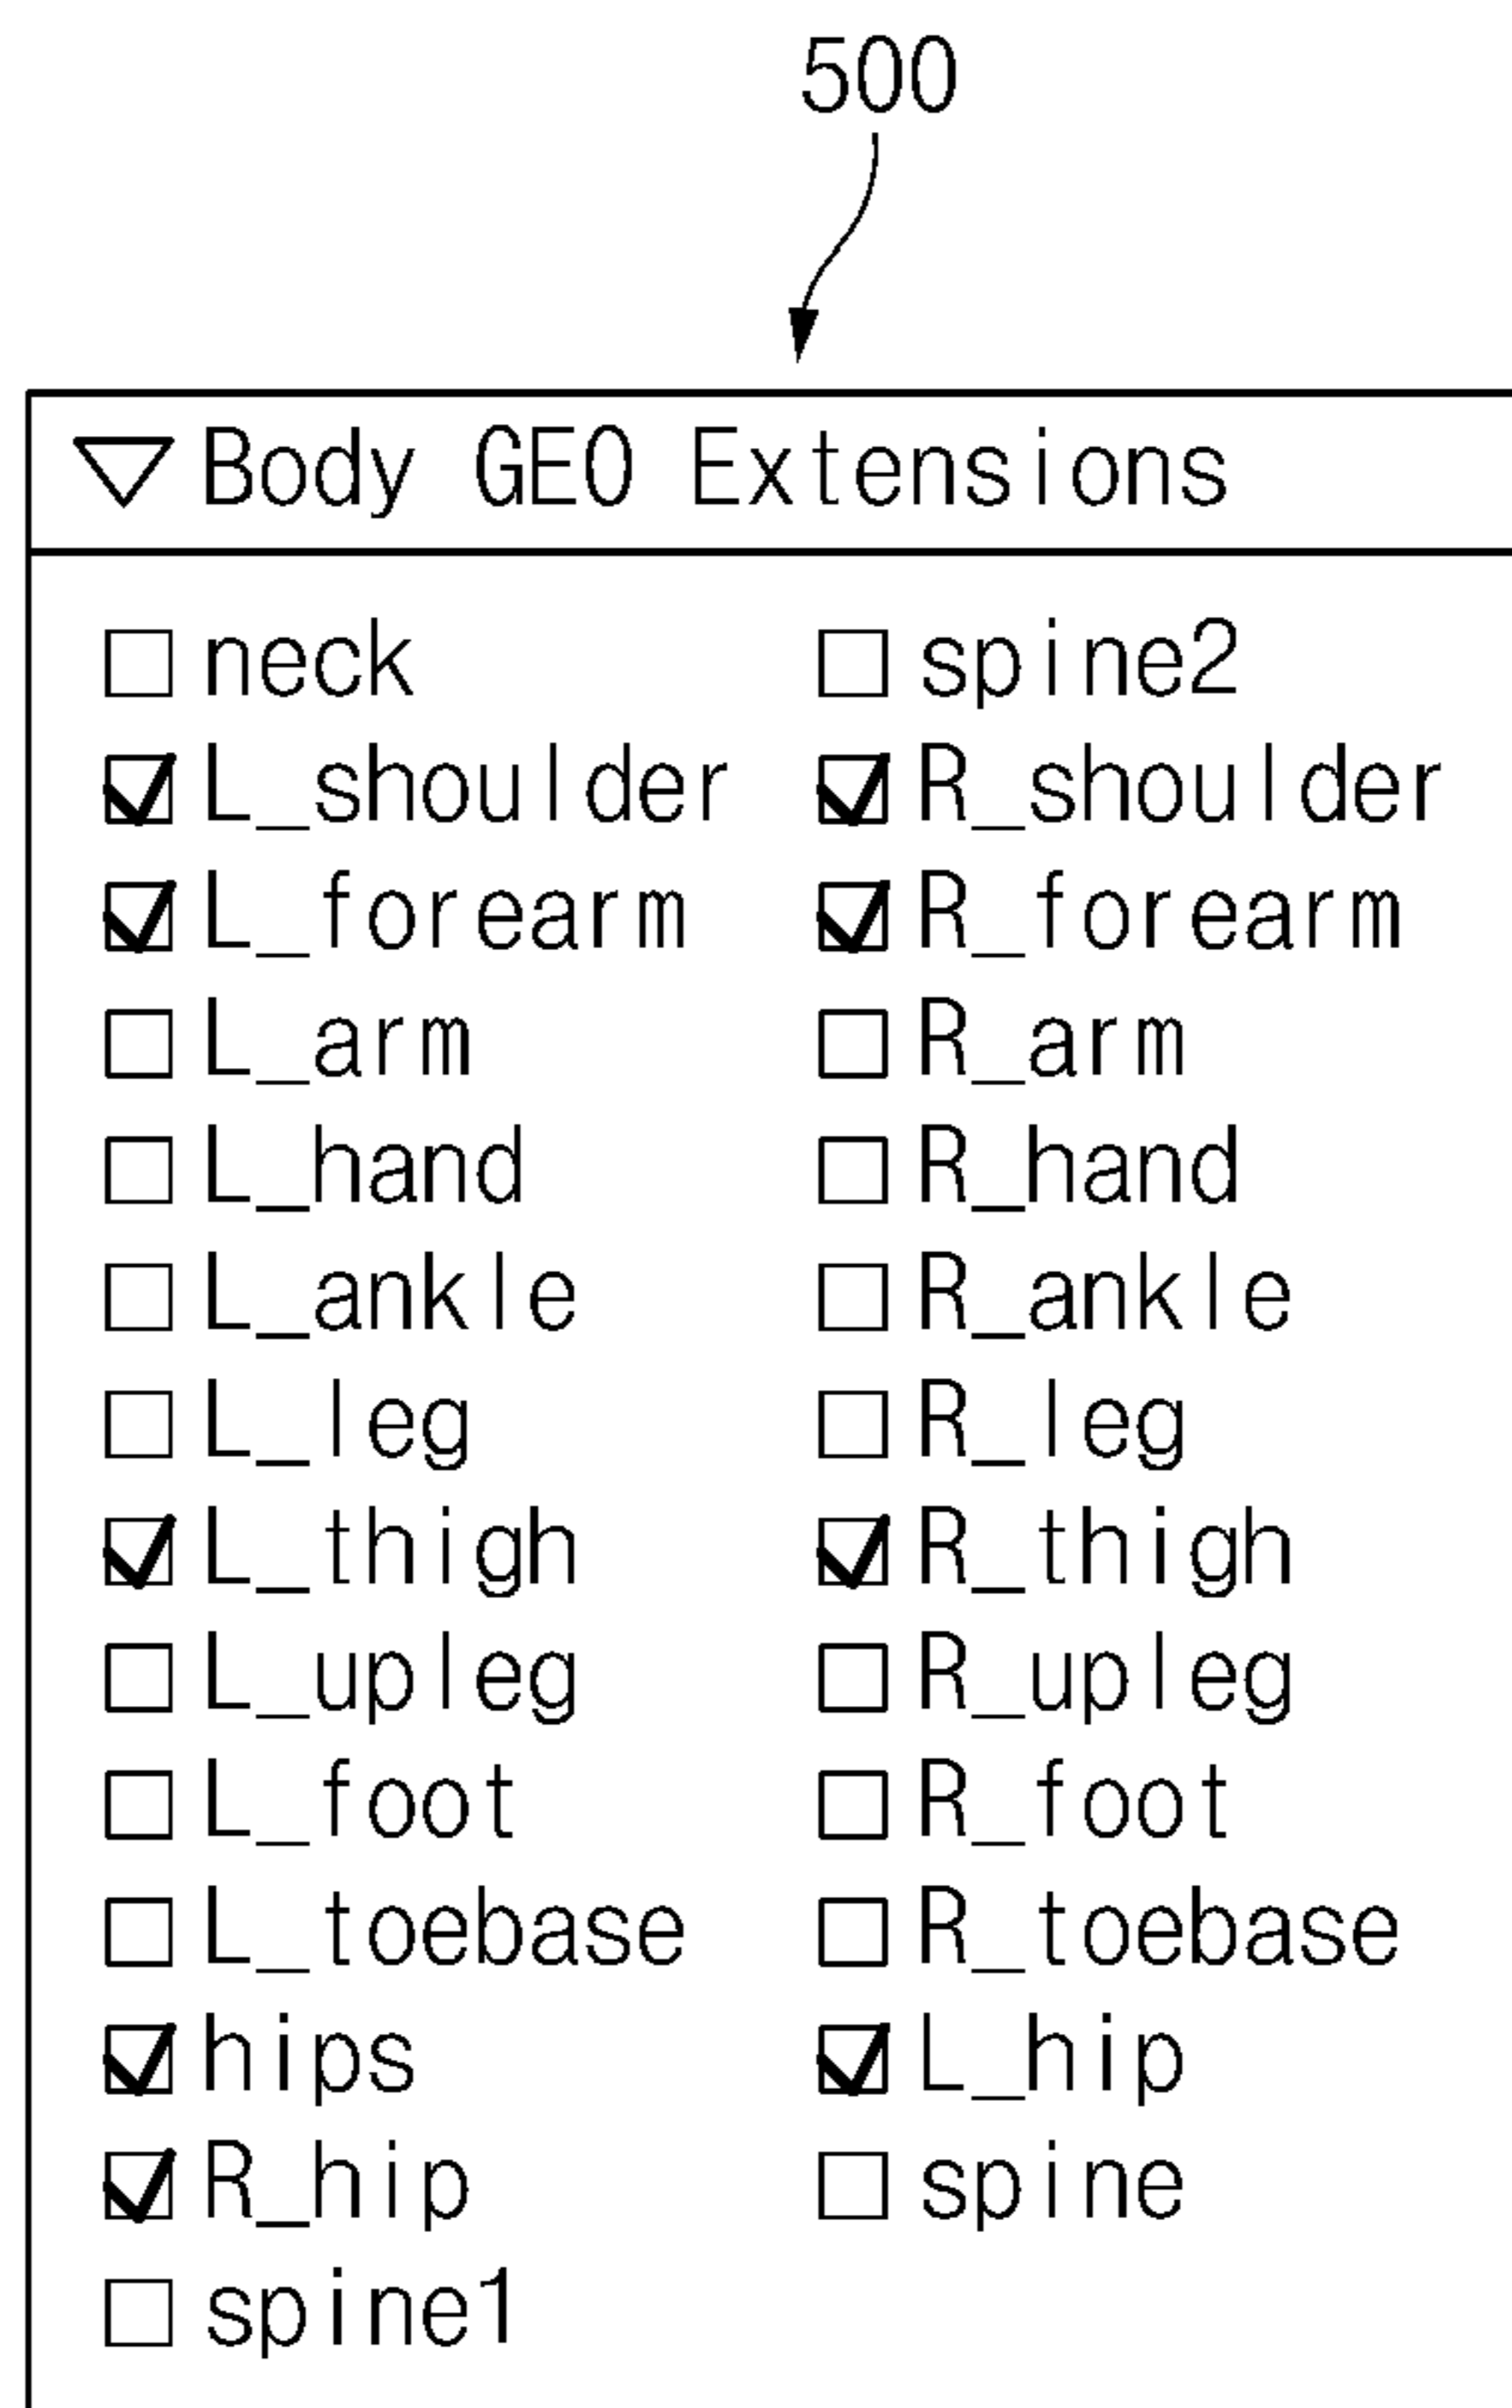 500
Body GEO Extensions
neck spine2
L_shoulder R_shoulder
L_forearm R_forearm
L_arm R_arm
L_hand R_hand
L_ankle R_ankle
L_leg R_leg
L_thigh R_thigh
L_upleg R_upleg
L_foot R_foot
L_toebase R_toebase
hips L_hip
R_hip spine
spine1